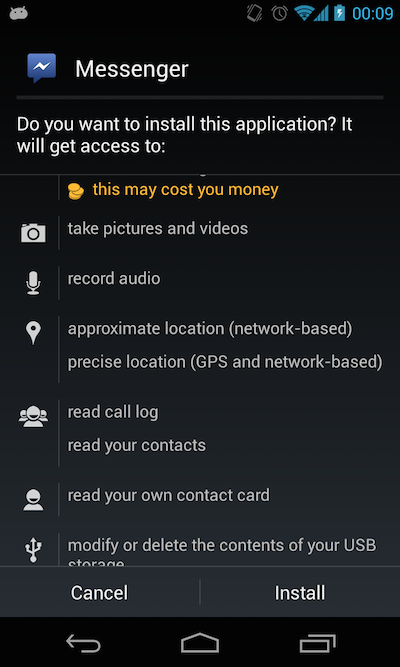 00:09
Messenger
Do you want to install this application? It
will get access to:
this may cost you money
take pictures and videos
record audio
approximate location (network-based)
precise location (GPS and network-based)
read call log
read your contacts
read your own contact card
modify or delete the contents of your USB
storage
Cancel
Install